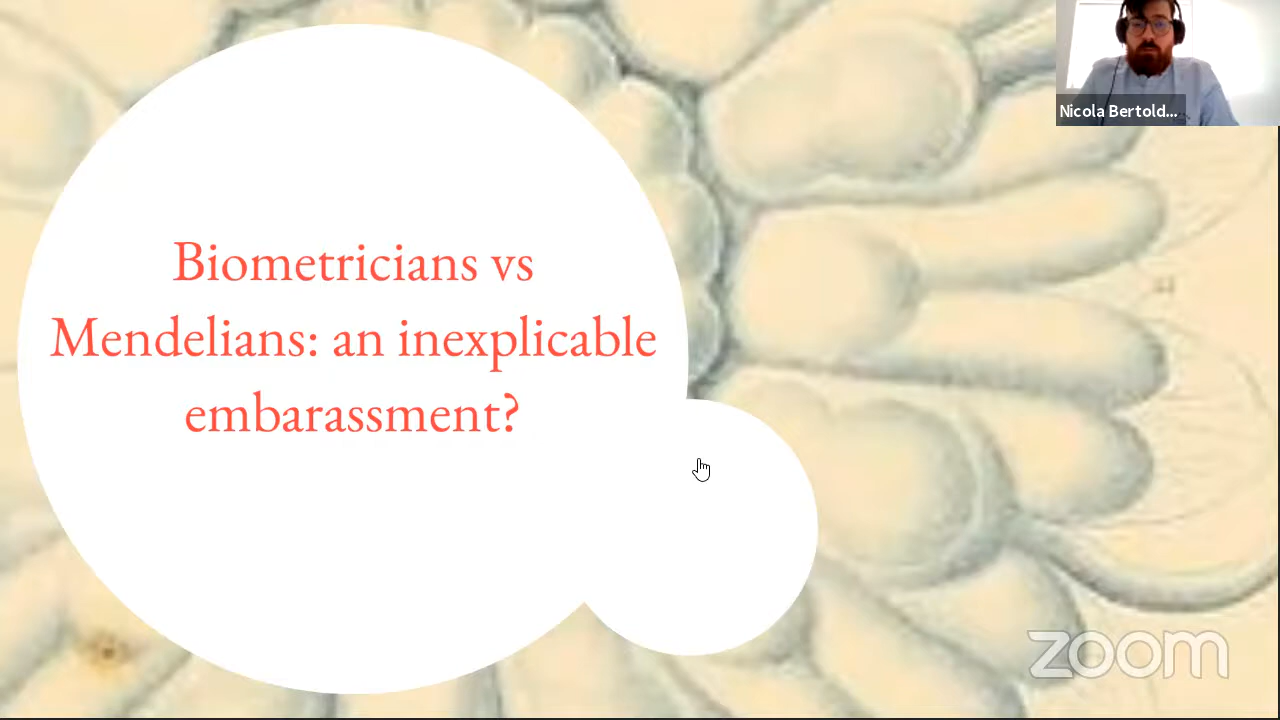 Nicola Bertold...
Biometricians vs
Mendelians: an inexplicable
embarassment?
zoom